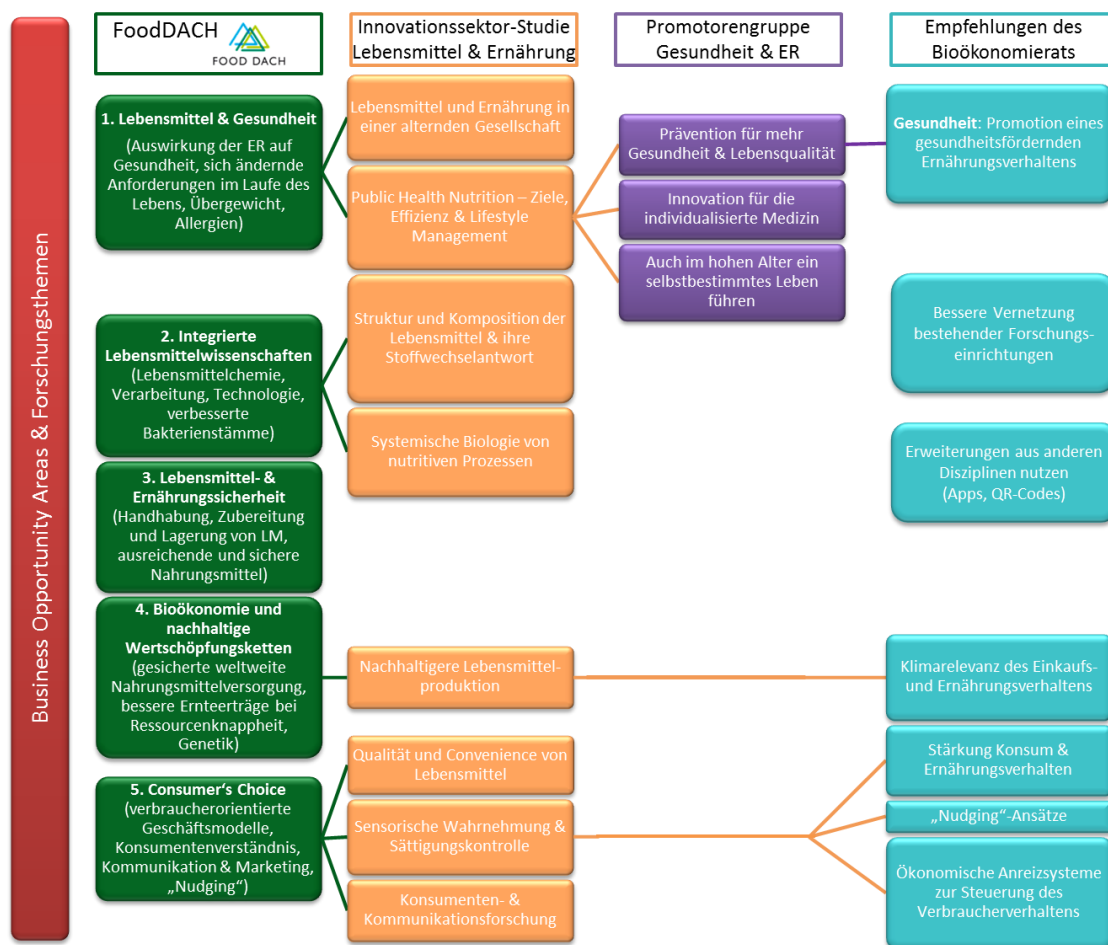 Business Opportunity Areas & Forschungsthemen
FoodDACH
FOOD DACH
1. Lebensmittel & Gesundheit
(Auswirkung der ER auf
Gesundheit, sich ändernde
Anforderungen im Laufe des
Lebens, Übergewicht,
Allergien)
2. Integrierte
Lebensmittelwissenschaften
(Lebensmittelchemie,
Verarbeitung, Technologie,
verbesserte
Bakterienstämme)
3. Lebensmittel- &
Ernährungssicherheit
(Handhabung, Zubereitung
und Lagerung von LM,
ausreichende und sichere
Nahrungsmittel)
4. Bioökonomie und
nachhaltige
Wertschöpfungsketten
(gesicherte weltweite
Nahrungsmittelversorgung,
bessere Ernteerträge bei
Ressourcenknappheit,
Genetik)
5. Consumer's Choice
(verbraucherorientierte
Geschäftsmodelle,
Konsumentenverständnis,
Kommunikation & Marketing,
„Nudging“)
Innovationssektor-Studie
Lebensmittel & Ernährung
Lebensmittel und Ernährung in
einer alternden Gesellschaft
Public Health Nutrition – Ziele,
Effizienz & Lifestyle
Management
Struktur und Komposition der
Lebensmittel & ihre
Stoffwechselantwort
Systemische Biologie von
nutritiven Prozessen
Nachhaltigere Lebensmittel-
produktion
Qualität und Convenience von
Lebensmittel
Sensorische Wahrnehmung &
Sättigungskontrolle
Konsumenten- &
Kommunikationsforschung
Promotorengruppe
Gesundheit & ER
Prävention für mehr
Gesundheit & Lebensqualität
Innovation für die
individualisierte Medizin
Auch im hohen Alter ein
selbstbestimmtes Leben
führen
Empfehlungen des
Bioökonomierats
Gesundheit: Promotion eines
gesundheitsfördernden
Ernährungsverhaltens
Bessere Vernetzung
bestehender Forschungs-
einrichtungen
Erweiterungen aus anderen
Disziplinen nutzen
(Apps, QR-Codes)
Klimarelevanz des Einkaufs-
und Ernährungsverhaltens
Stärkung Konsum &
Ernährungsverhalten
„Nudging“-Ansätze
Ökonomische Anreizsysteme
zur Steuerung des
Verbraucherverhaltens